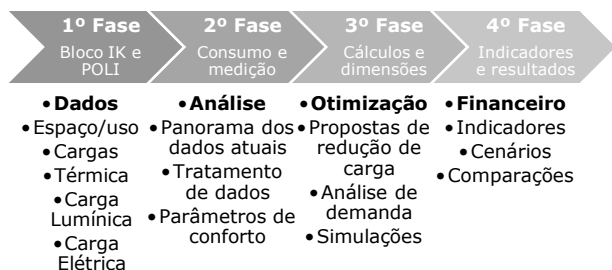 1º Fase
Bloco IK e
POLI
2º Fase
Consumo e
medição
3º Fase
Cálculos e
dimensões
4º Fase
Indicadores
e resultados
•Dados
•Espaço/uso
•Cargas
•Térmica
•Carga
Lumínica
•Carga
Elétrica
•Análise
•Panorama dos
dados atuais
•Tratamento
de dados
•Parâmetros de
conforto
•Otimização
•Propostas de
redução de
carga
•Análise de
demanda
•Simulações
•Financeiro
•Indicadores
•Cenários
•Comparações